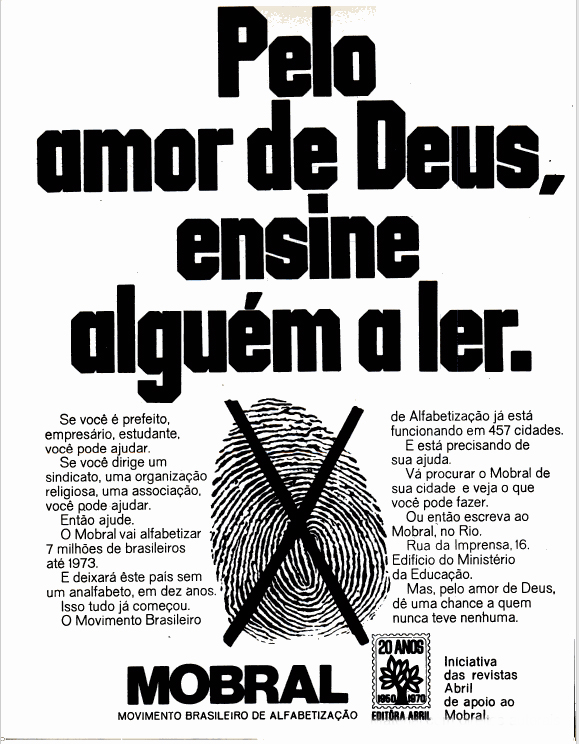 Pelo
amor de Deus,
ensine
alguém a ler.
Se você é prefeito,
empresário, estudante,
você pode ajudar.
Se você dirige um
sindicato, uma organização
religiosa, uma associação,
você pode ajudar.
Então ajude.
O Mobral vai alfabetizar
7 milhões de brasileiros
até 1973.
E deixará êste país sem
um analfabeto, em dez anos.
Isso tudo já começou.
O Movimento Brasileiro
de Alfabetização já está
funcionando em 457 cidades.
E está precisando de
sua ajuda.
Vá procurar o Mobral de
sua cidade e veja o que
você pode fazer.
Ou então escreva ao
Mobral, no Rio.
Rua da Imprensa, 16.
Edifício do Ministério
da Educação.
Mas, pelo amor de Deus,
dê uma chance a quem
nunca teve nenhuma.
MOBRAL
MOVIMENTO BRASILEIRO DE ALFABETIZAÇÃO
20 ANOS
1950 1970
EDITÔRA ABRIL
Iniciativa
das revistas
Abril
de apoio ao
Mobral.